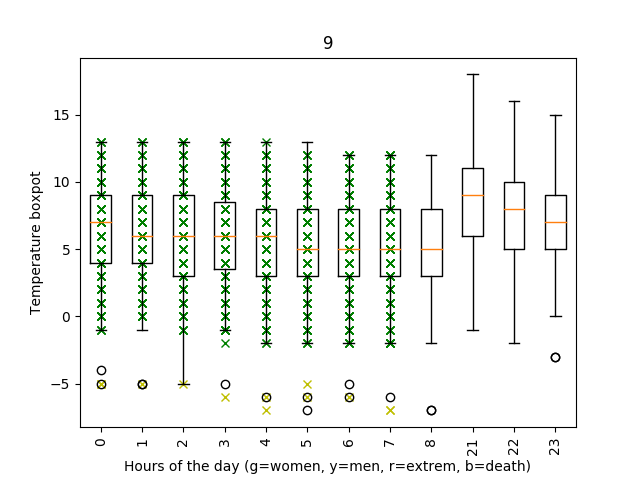 9
Temperature boxpot
15
10
5
0
−5
0 1 2 3 4 5 6 7 8 21 22 23
Hours of the day (g=women, y=men, r=extrem, b=death)